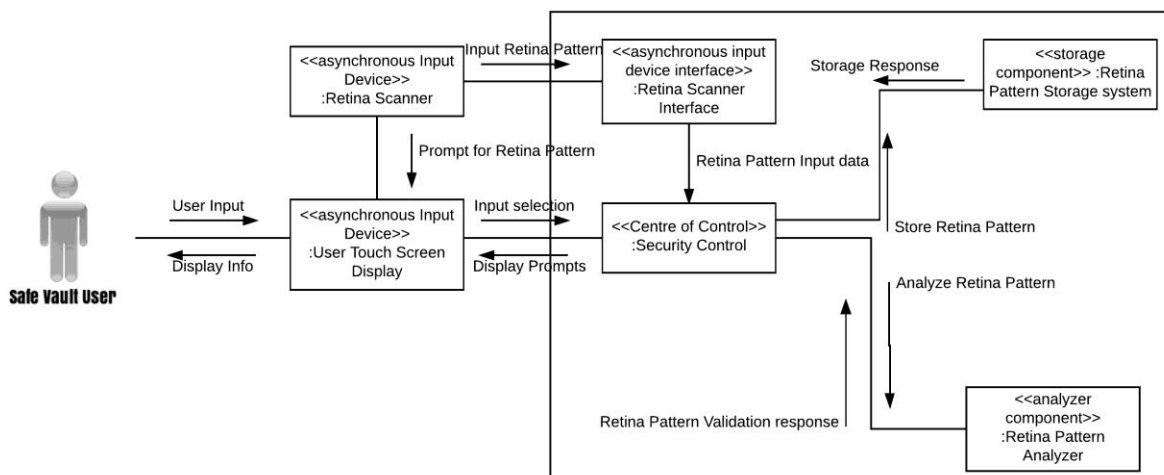 <<asynchronous Input
Device>>
:Retina Scanner
Input Retina Pattern
<<asynchronous input
device interface>>
:Retina Scanner
Interface
Storage Response
<<storage
component>> :Retina
Pattern Storage system
Prompt for Retina Pattern
Retina Pattern Input data
User Input
Display Info
Safe Vault User
<<asynchronous Input
Device>>
:User Touch Screen
Display
Input selection
Display Prompts
<<Centre of Control>>
:Security Control
Store Retina Pattern
Analyze Retina Pattern
Retina Pattern Validation response
<<analyzer
component>>
:Retina Pattern
Analyzer